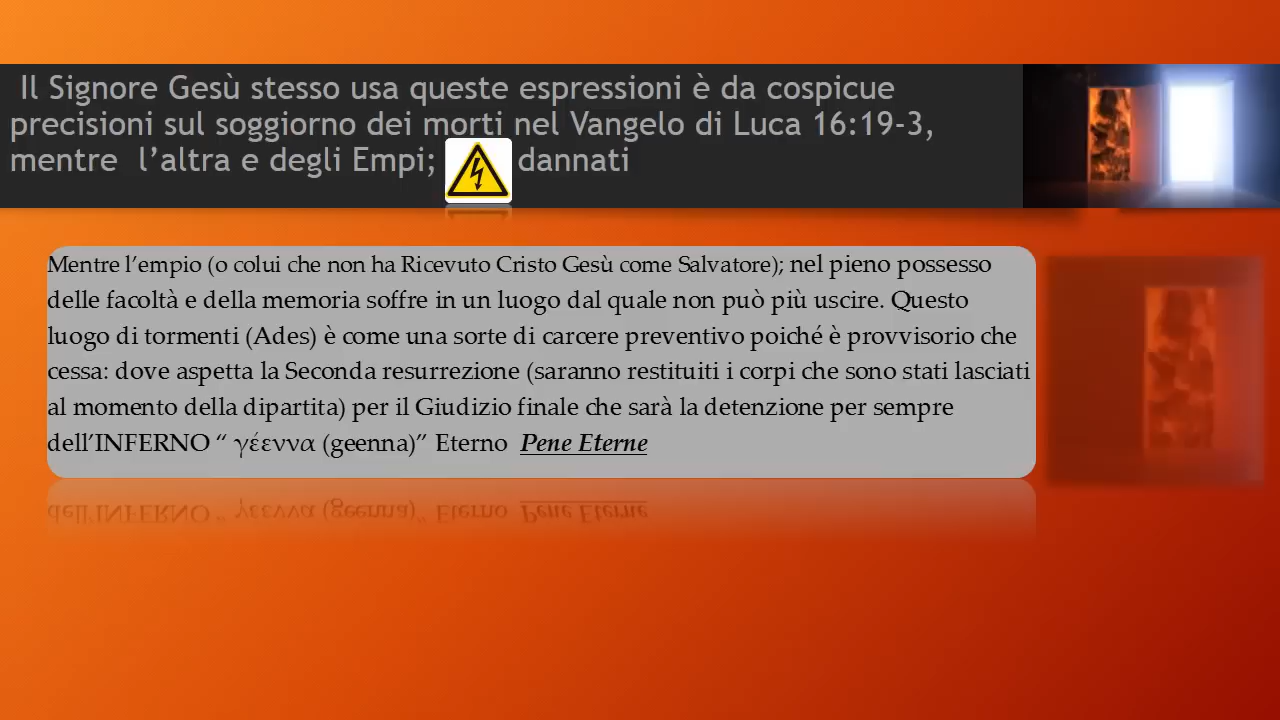 Il Signore Gesù stesso usa queste espressioni è da cospicue
precisioni sul soggiorno dei morti nel Vangelo di Luca 16:19-3,
mentre l’altra e degli Empi; dannati
Mentre l’empio (o colui che non ha Ricevuto Cristo Gesù come Salvatore); nel pieno possesso
delle facoltà e della memoria soffre in un luogo dal quale non può più uscire. Questo
luogo di tormenti (Ades) è come una sorte di carcere preventivo poiché è provvisorio che
cessa: dove aspetta la Seconda resurrezione (saranno restituiti i corpi che sono stati lasciati
al momento della dipartita) per il Giudizio finale che sarà la detenzione per sempre
dell’INFERNO “ γέεννα (geenna)” Eterno Pene Eterne